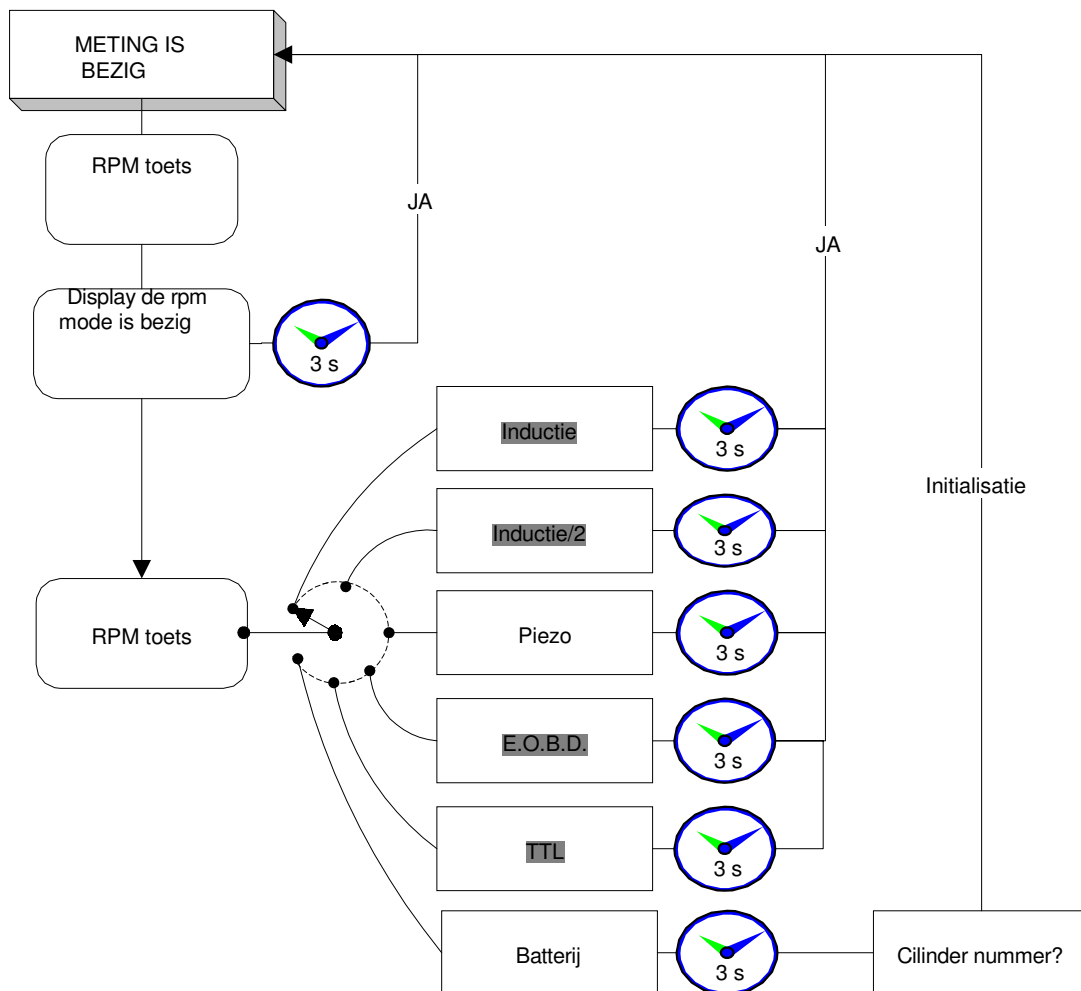 METING IS
BEZIG
RPM toets
JA
JA
Display de rpm
mode is bezig
3 s
Inductie
3 s
Initialisatie
Inductie/2
3 s
RPM toets
Piezo
3 s
E.O.B.D.
3 s
TTL
3 s
Batterij
3 s
Cilinder nummer?